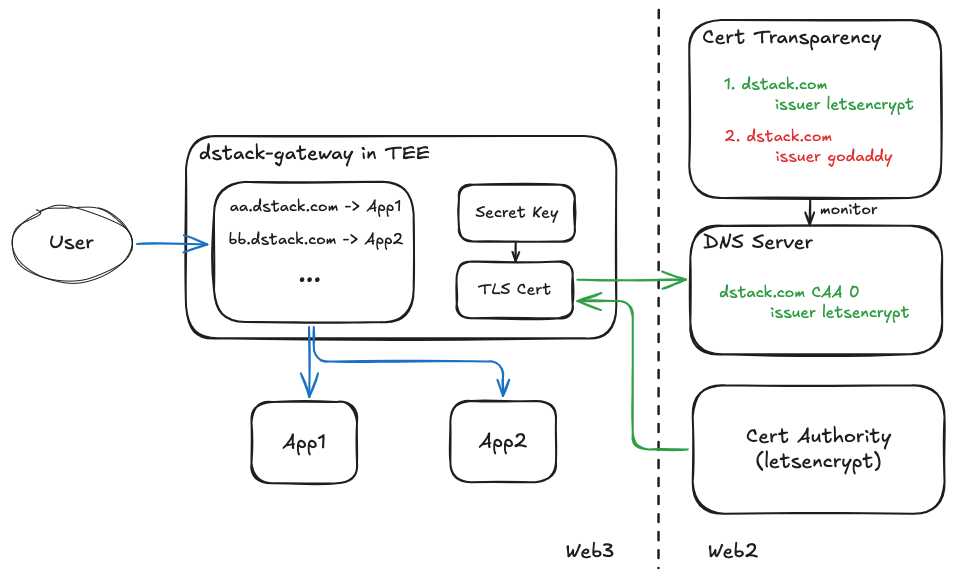 Cert Transparency
1. dstack.com
issuer letsencrypt
2. dstack.com
issuer godaddy
dstack-gateway in TEE
aa.dstack.com -> App1
bb.dstack.com -> App2
...
Secret Key
TLS Cert
User
monitor
DNS Server
dstack.com CAA 0
issuer letsencrypt
App1
App2
Cert Authority
(letsencrypt)
Web3
Web2